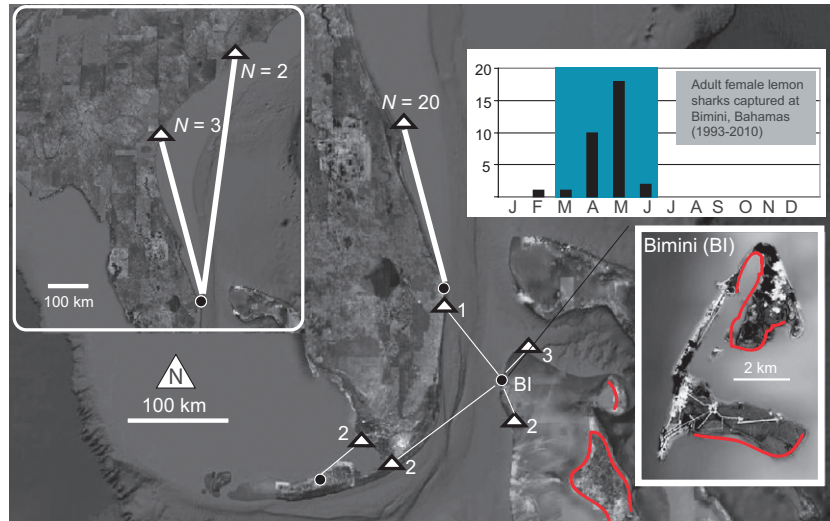 N = 2
N = 3
100 km
N = 20
20
15
10
5
J F M A M J J A S O N D
Adult female lemon
sharks captured at
Bimini, Bahamas
(1993-2010)
Bimini (BI)
2 km
1
3
BI
2
2
2
N
100 km